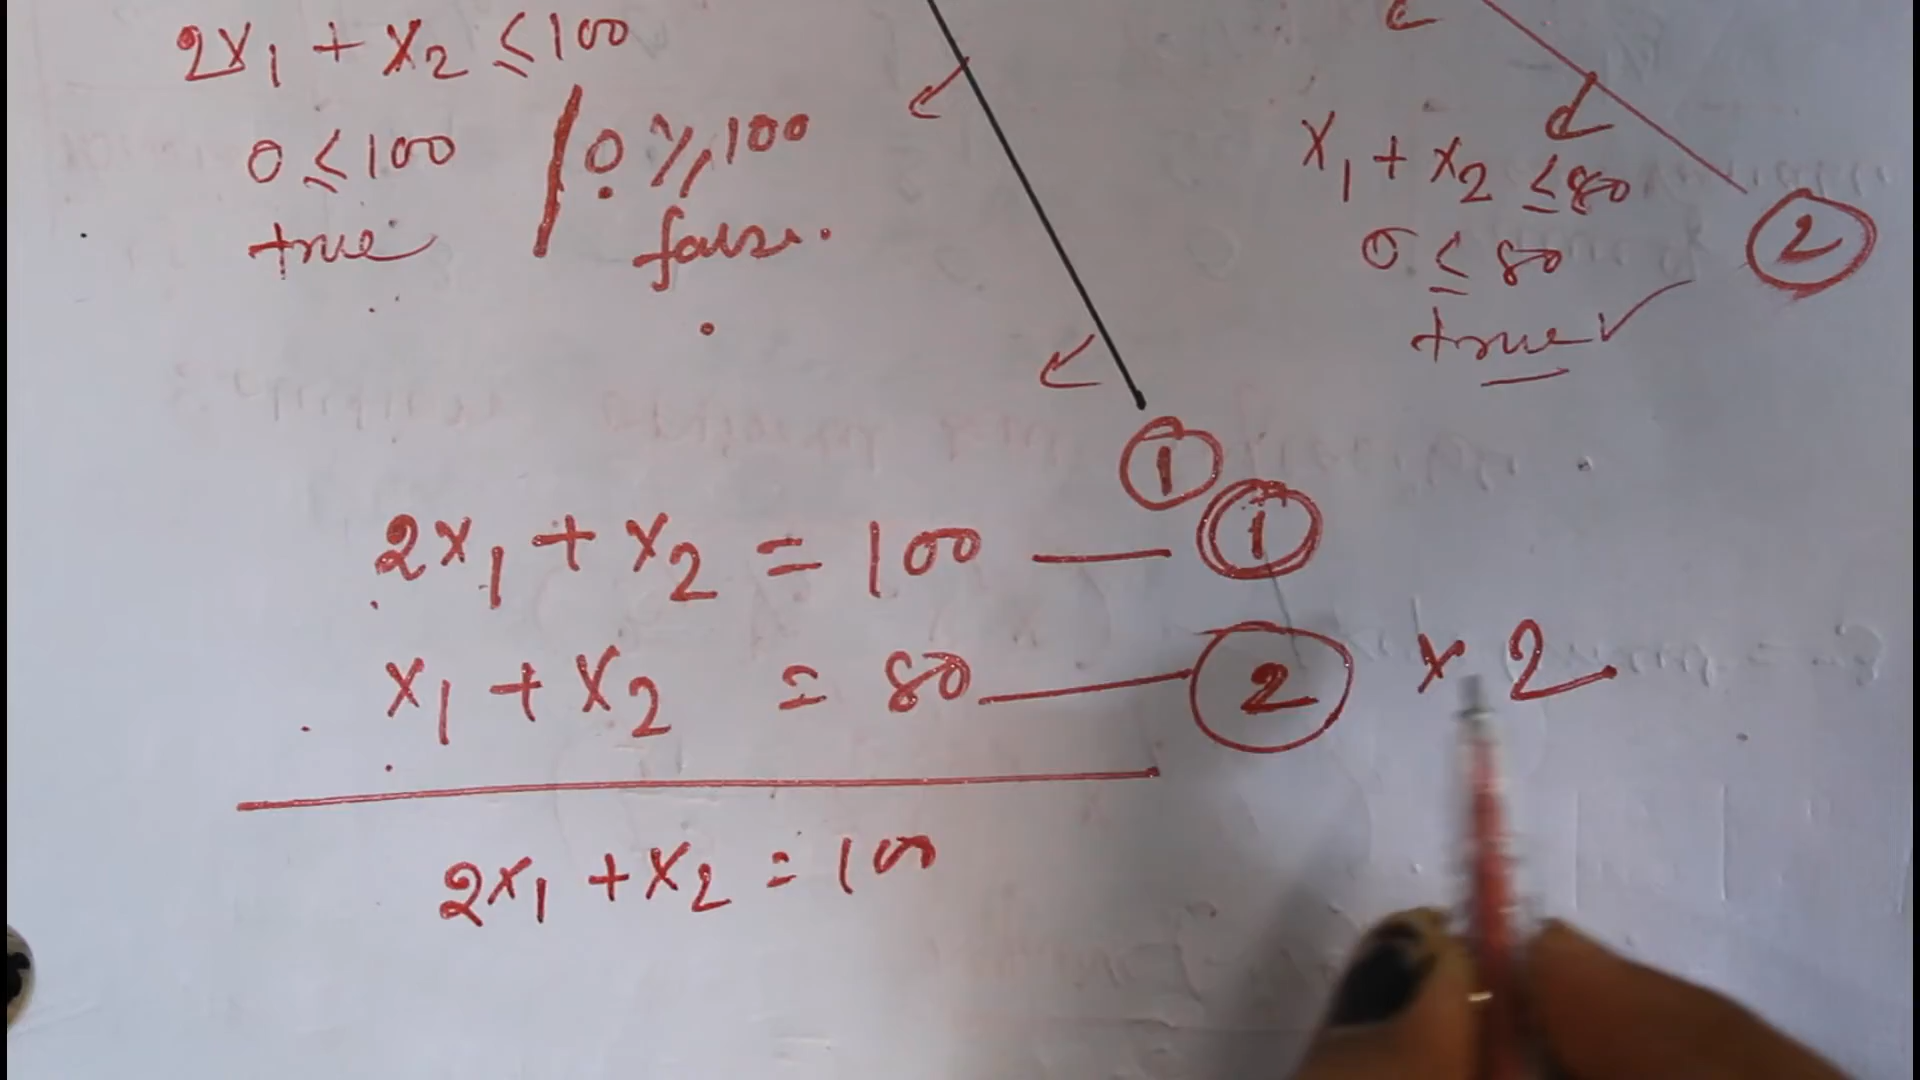 2x₁ + x₂ ≤ 100
0 ≤ 100 / 0 ≥ 100
true false.
x₁ + x₂ ≤ 80
0 ≤ 80
true ✓
②
①
2x₁ + x₂ = 100 — ①
x₁ + x₂ = 80 — ② × 2
2x₁ + x₂ = 100